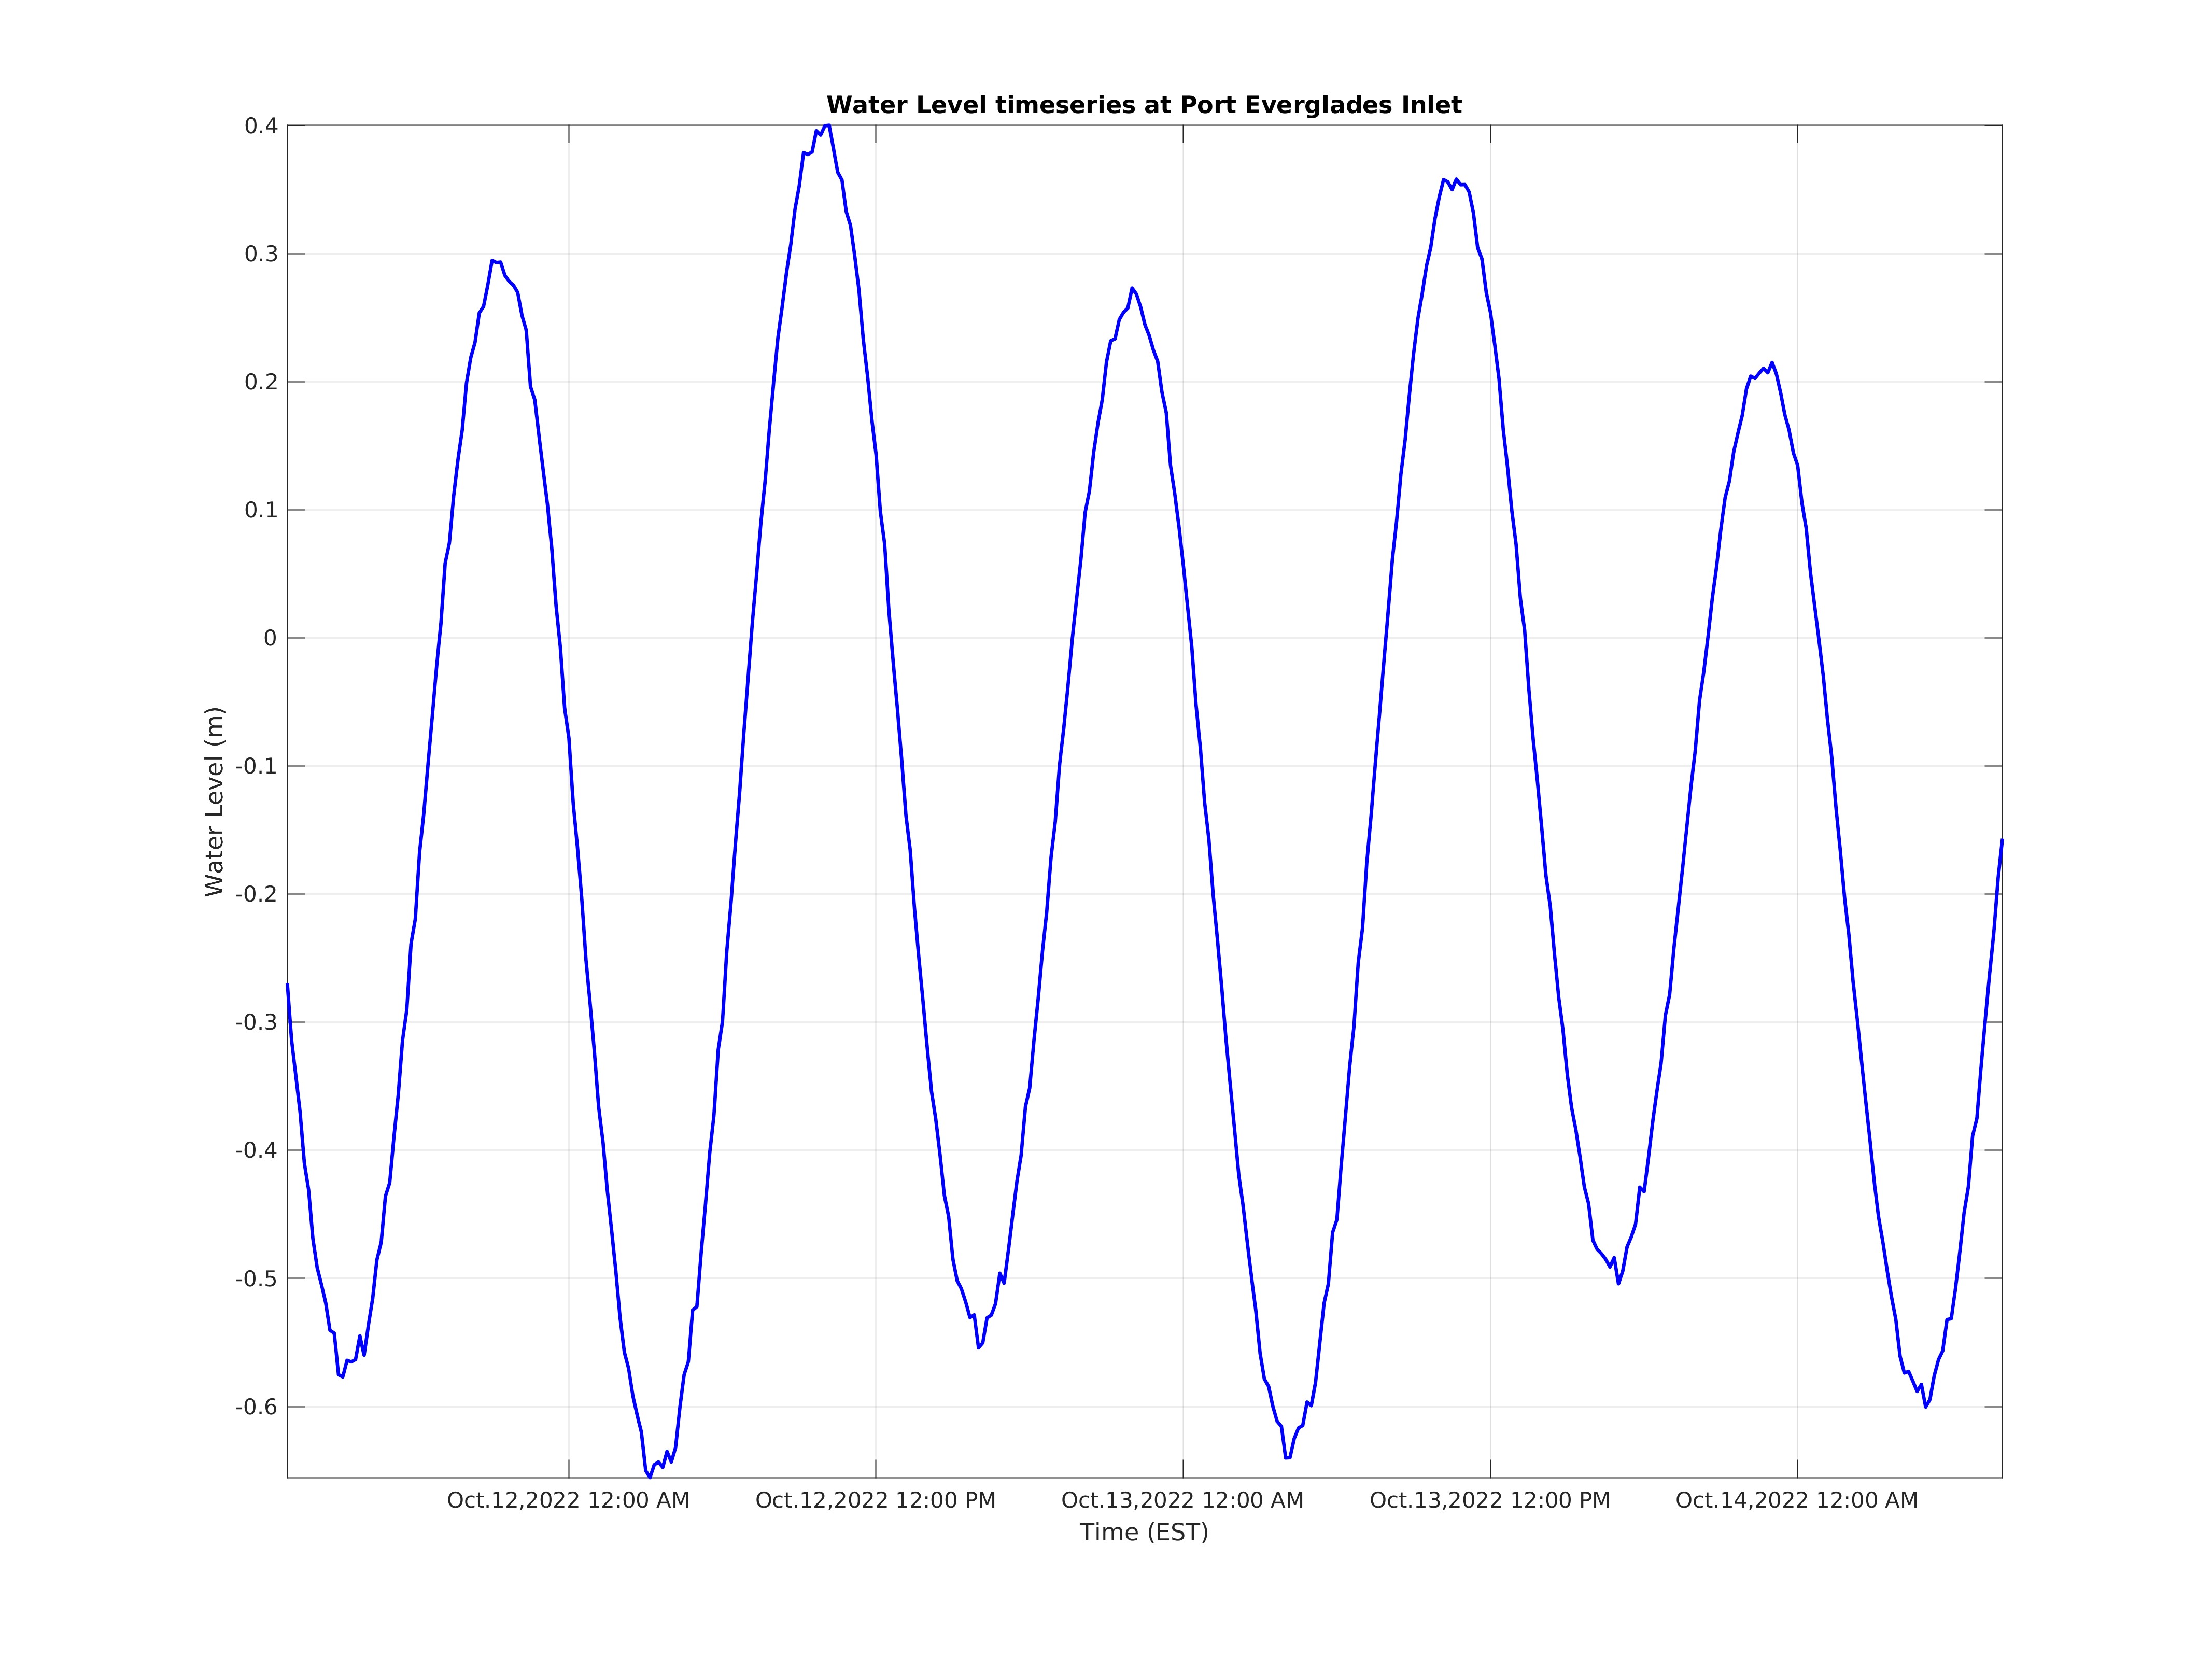 Water Level timeseries at Port Everglades Inlet
0.4
0.3
0.2
0.1
0
-0.1
-0.2
-0.3
-0.4
-0.5
-0.6
Water Level (m)
Oct.12,2022 12:00 AM Oct.12,2022 12:00 PM Oct.13,2022 12:00 AM Oct.13,2022 12:00 PM Oct.14,2022 12:00 AM
Time (EST)